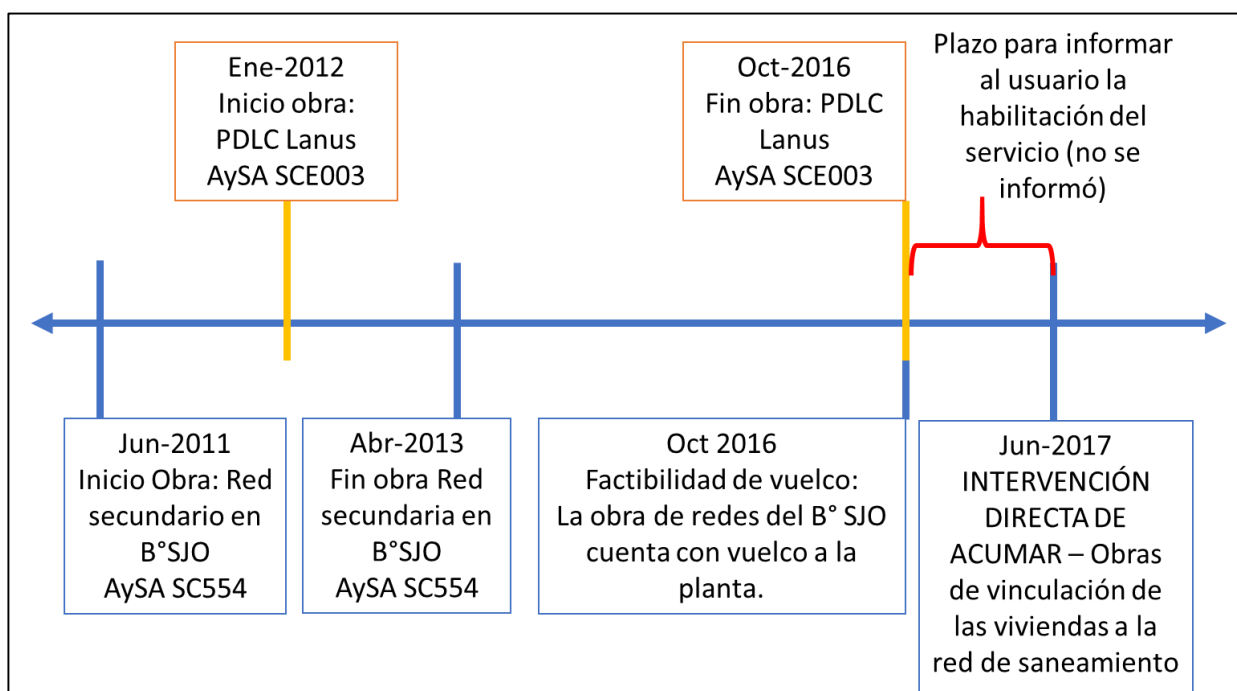 Ene-2012
Inicio obra:
PDLC Lanus
AySA SCE003
Oct-2016
Fin obra: PDLC
Lanus
AySA SCE003
Plazo para informar
al usuario la
habilitación del
servicio (no se
informó)
Jun-2011
Inicio Obra: Red
secundario en
B°SJO
AySA SC554
Abr-2013
Fin obra Red
secundaria en
B°SJO
AySA SC554
Oct 2016
Factibilidad de vuelco:
La obra de redes del B° SJO
cuenta con vuelco a la
planta.
Jun-2017
INTERVENCIÓN
DIRECTA DE
ACUMAR – Obras
de vinculación de
las viviendas a la
red de saneamiento